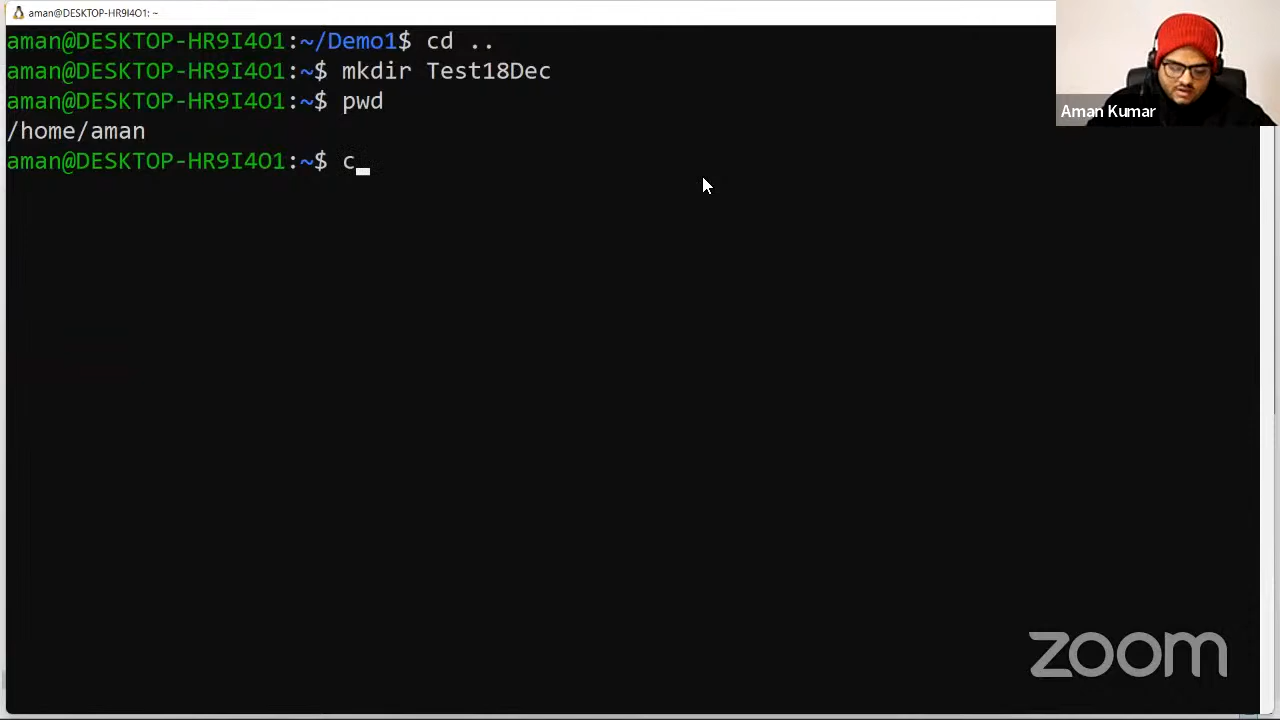 aman@DESKTOP-HR9I4O1: ~
aman@DESKTOP-HR9I4O1:~/Demo1$ cd ..
aman@DESKTOP-HR9I4O1:~$ mkdir Test18Dec
aman@DESKTOP-HR9I4O1:~$ pwd
/home/aman
aman@DESKTOP-HR9I4O1:~$ c
Aman Kumar
zoom